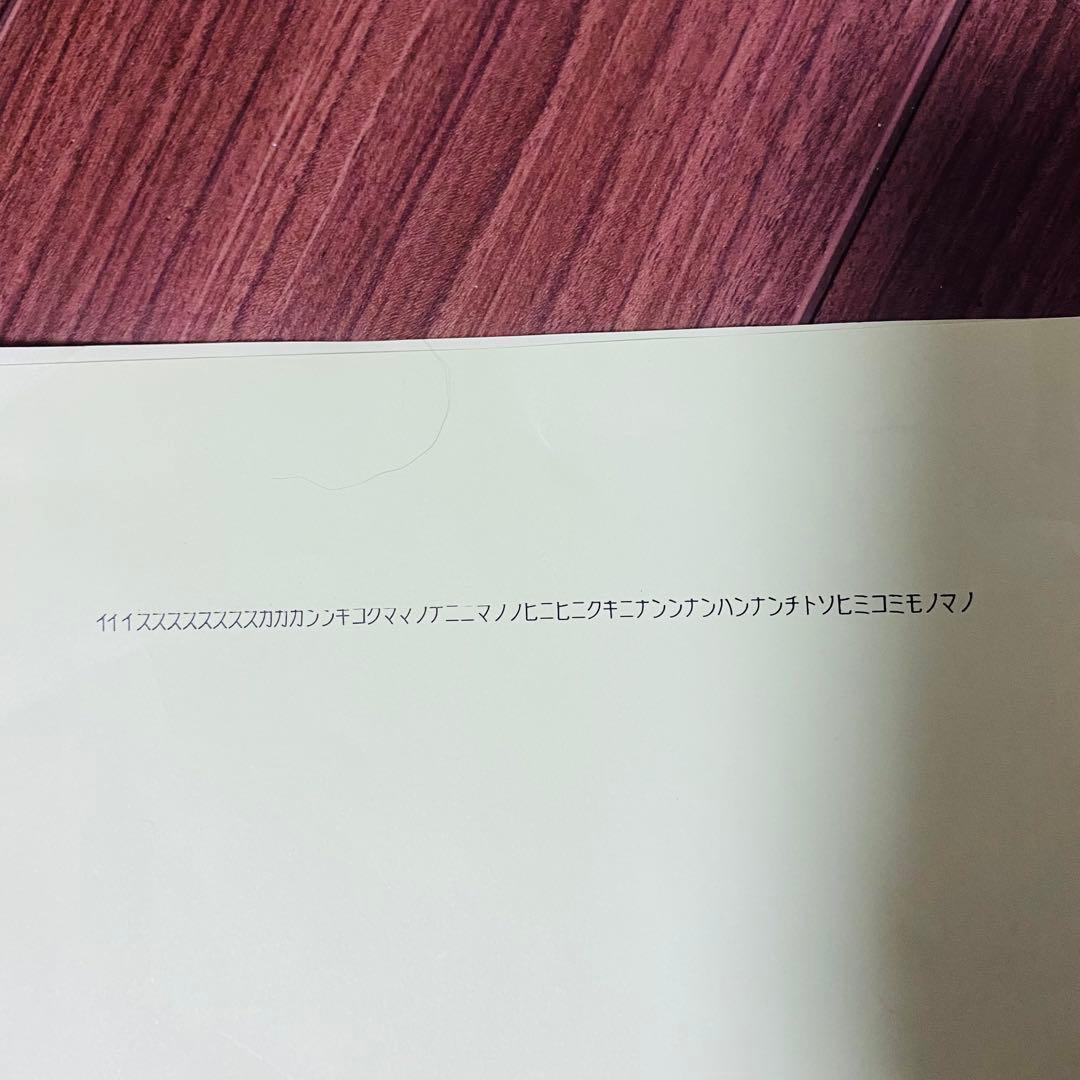 ｲｲｲｽｽｽｽｽｽｽｽｶｶｶﾝﾝｷｺｸﾏﾏﾉﾃﾆﾆﾏﾉﾉﾋﾆﾋﾆｸｷﾆﾅﾝﾝﾅﾝﾊﾝﾅﾝﾁﾄｿﾋﾐｺﾐﾓﾉﾏﾉ